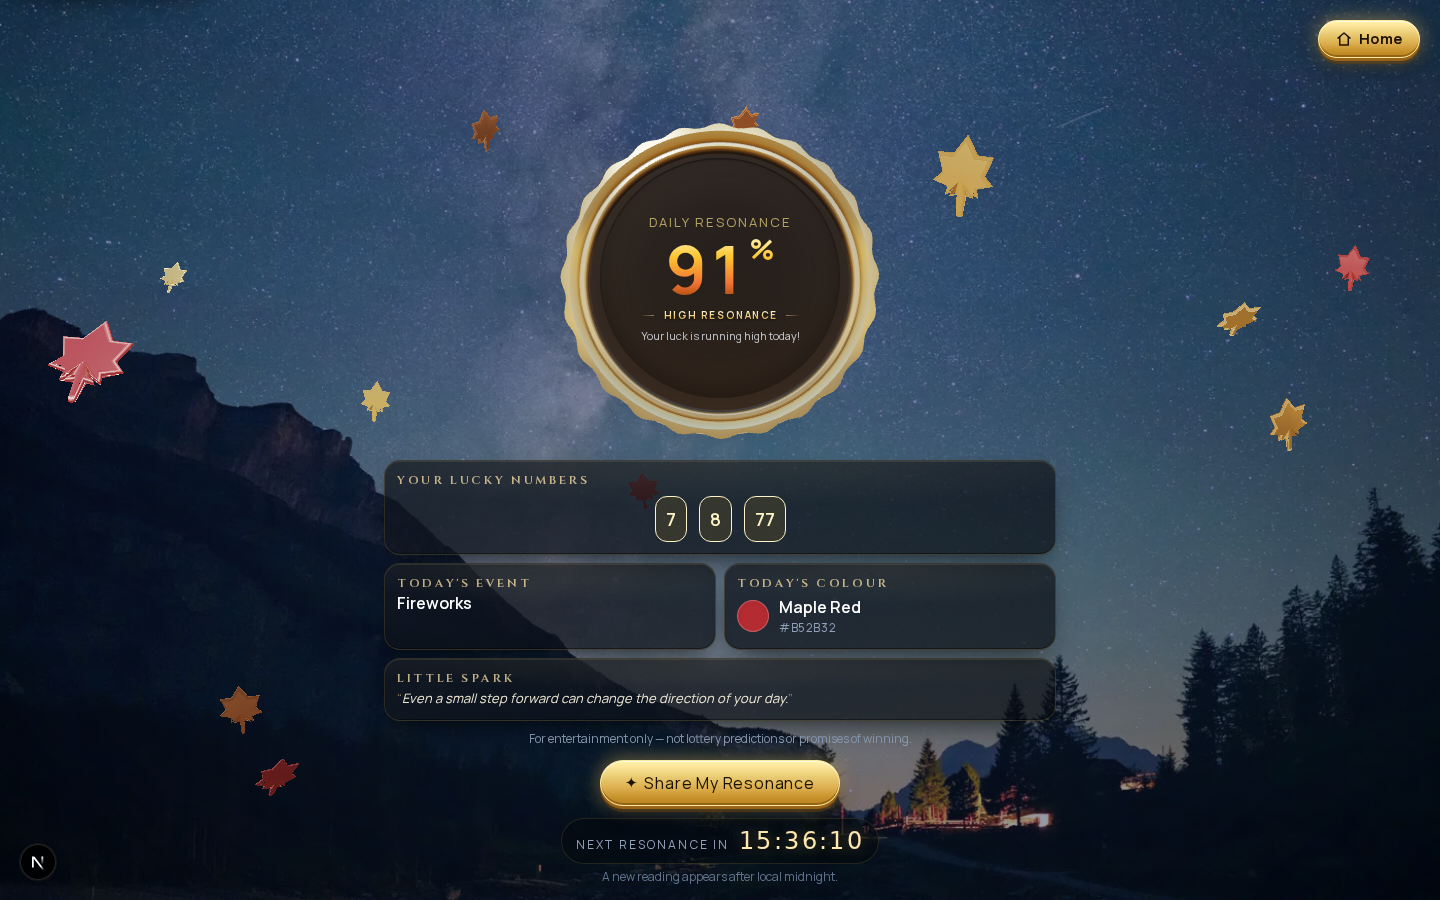 Home
DAILY RESONANCE
91%
HIGH RESONANCE
Your luck is running high today!
YOUR LUCKY NUMBERS
7 8 77
TODAY'S EVENT
Fireworks
TODAY'S COLOUR
Maple Red
#B52B32
LITTLE SPARK
"Even a small step forward can change the direction of your day."
For entertainment only — not lottery predictions or promises of winning.
✦ Share My Resonance
NEXT RESONANCE IN 15:36:10
A new reading appears after local midnight.
N